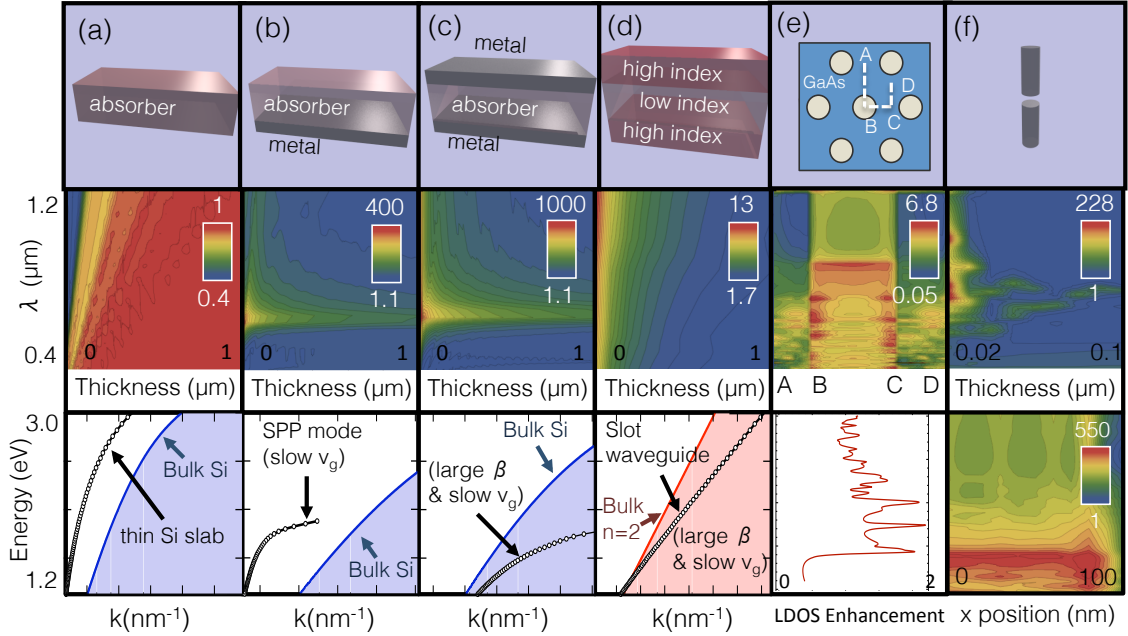 (a)
absorber
(b)
absorber
metal
(c)
metal
absorber
metal
(d)
high index
low index
high index
(e)
A
GaAs
D
B
C
(f)
λ (µm)
1.2
0.4
1
0.4
0
1
400
1.1
0
1
1000
1.1
0
1
13
1.7
0
1
6.8
0.05
228
1
0.02
0.1
Thickness (µm)
Thickness (µm)
Thickness (µm)
Thickness (µm)
A B C D
Thickness (µm)
Energy (eV)
3.0
1.2
Bulk Si
thin Si slab
SPP mode
(slow vg)
Bulk Si
Bulk Si
(large β
& slow vg)
Slot
waveguide
Bulk
n=2
(large β
& slow vg)
0
2
550
1
0
100
k(nm-1)
k(nm-1)
k(nm-1)
k(nm-1)
LDOS Enhancement
x position (nm)